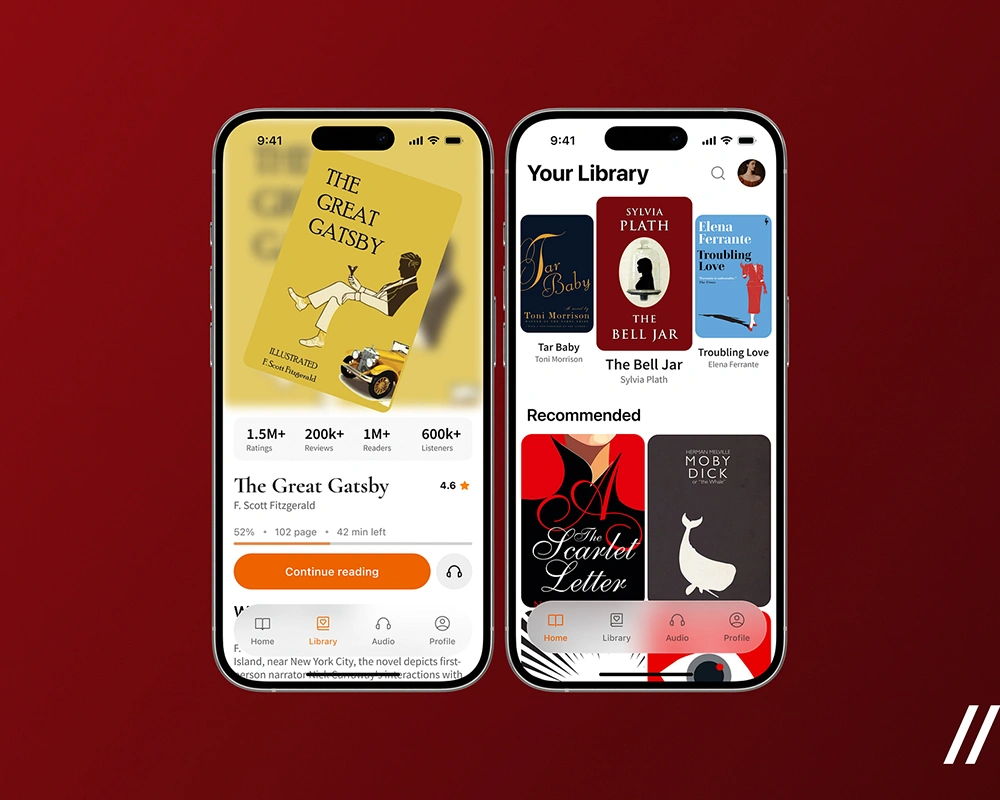 9:41
THE
GREAT
GATSBY
ILLUSTRATED
F. Scott Fitzgerald
1.5M+ 200k+ 1M+ 600k+
Ratings Reviews Readers Listeners
The Great Gatsby 4.6
F. Scott Fitzgerald
52% • 102 page • 42 min left
Continue reading
Home Library Audio Profile
Island, near New York City, the novel depicts first-
person narrator Nick Carraway's interactions with
9:41
Your Library
Tar
Baby
A novel by
Toni Morrison
SYLVIA
PLATH
THE
BELL JAR
Elena
Ferrante
Troubling
Love
Tar Baby
Toni Morrison
The Bell Jar
Sylvia Plath
Troubling Love
Elena Ferrante
Recommended
A
The
Scarlet
Letter
HERMAN MELVILLE
MOBY
DICK
or "the Whale"
Home Library Audio Profile